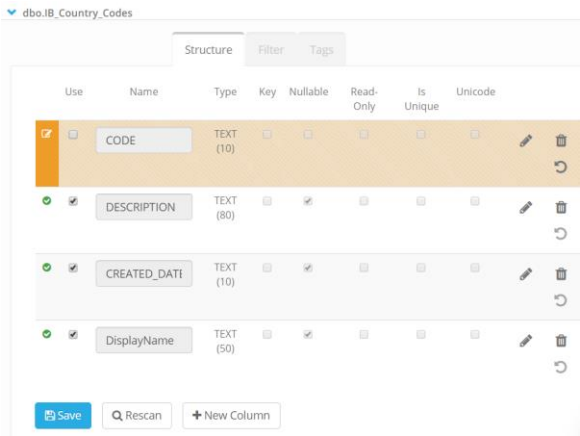 dbo.IB_Country_Codes
Structure Filter Tags
Use Name Type Key Nullable Read-Only Is Unique Unicode
CODE TEXT (10)
DESCRIPTION TEXT (80)
CREATED_DATE TEXT (10)
DisplayName TEXT (50)
Save Rescan New Column